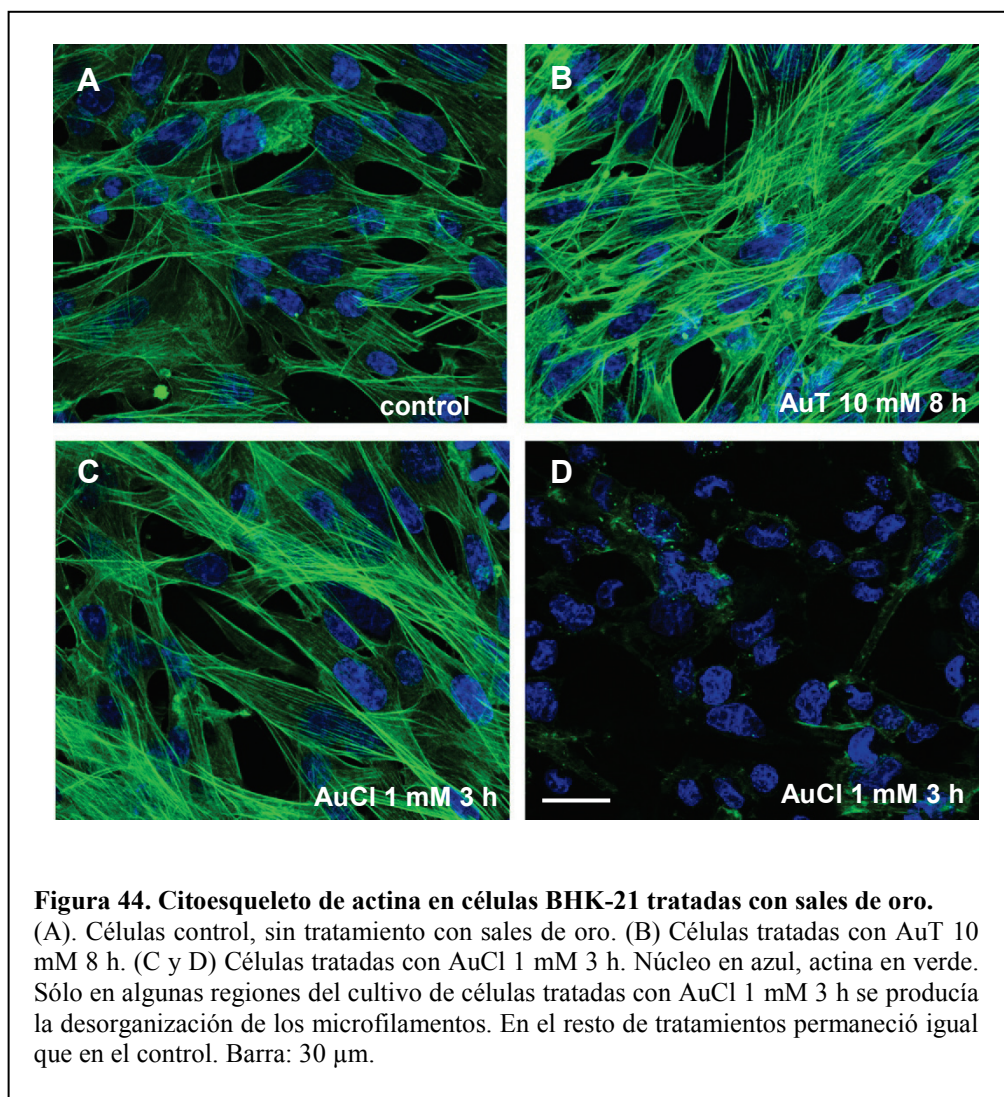 A
B
control
AuT 10 mM 8 h
C
D
AuCl 1 mM 3 h
AuCl 1 mM 3 h
Figura 44. Citoesqueleto de actina en células BHK-21 tratadas con sales de oro.
(A). Células control, sin tratamiento con sales de oro. (B) Células tratadas con AuT 10
mM 8 h. (C y D) Células tratadas con AuCl 1 mM 3 h. Núcleo en azul, actina en verde.
Sólo en algunas regiones del cultivo de células tratadas con AuCl 1 mM 3 h se producía
la desorganización de los microfilamentos. En el resto de tratamientos permaneció igual
que en el control. Barra: 30 µm.